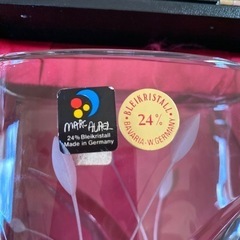 MARC AUREL
24% Bleikristall
Made in Germany
BLEIKRISTALL
24%
BAVARIA·W.GERMANY